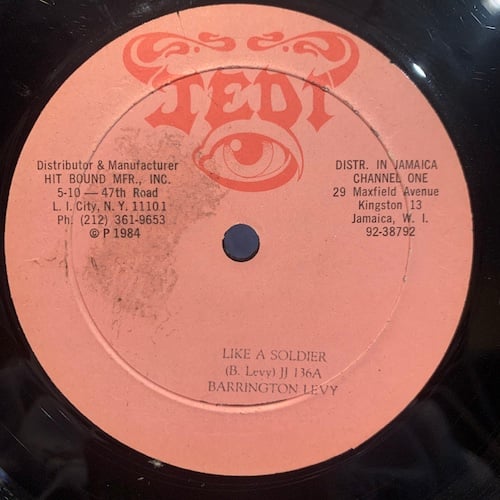 JEDI
Distributor & Manufacturer
HIT BOUND MFR., INC.
5-10 — 47th Road
L. I. City, N. Y. 11101
Ph. (212) 361-9653
© P 1984
DISTR. IN JAMAICA
CHANNEL ONE
29 Maxfield Avenue
Kingston 13
Jamaica, W. I.
92-38792
LIKE A SOLDIER
(B. Levy) JJ 136A
BARRINGTON LEVY